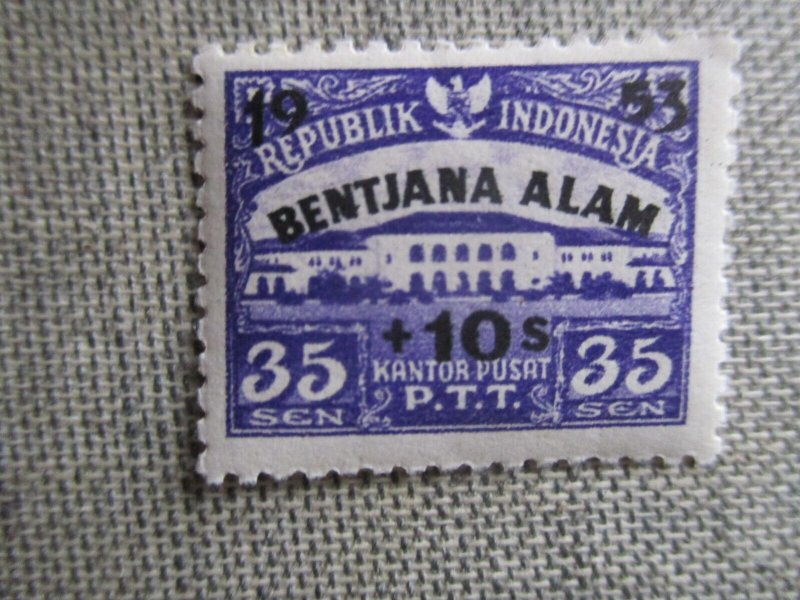 19 53
REPUBLIK INDONESIA
BENTJANA ALAM
+10s
35 KANTOR PUSAT 35
SEN P.T.T. SEN